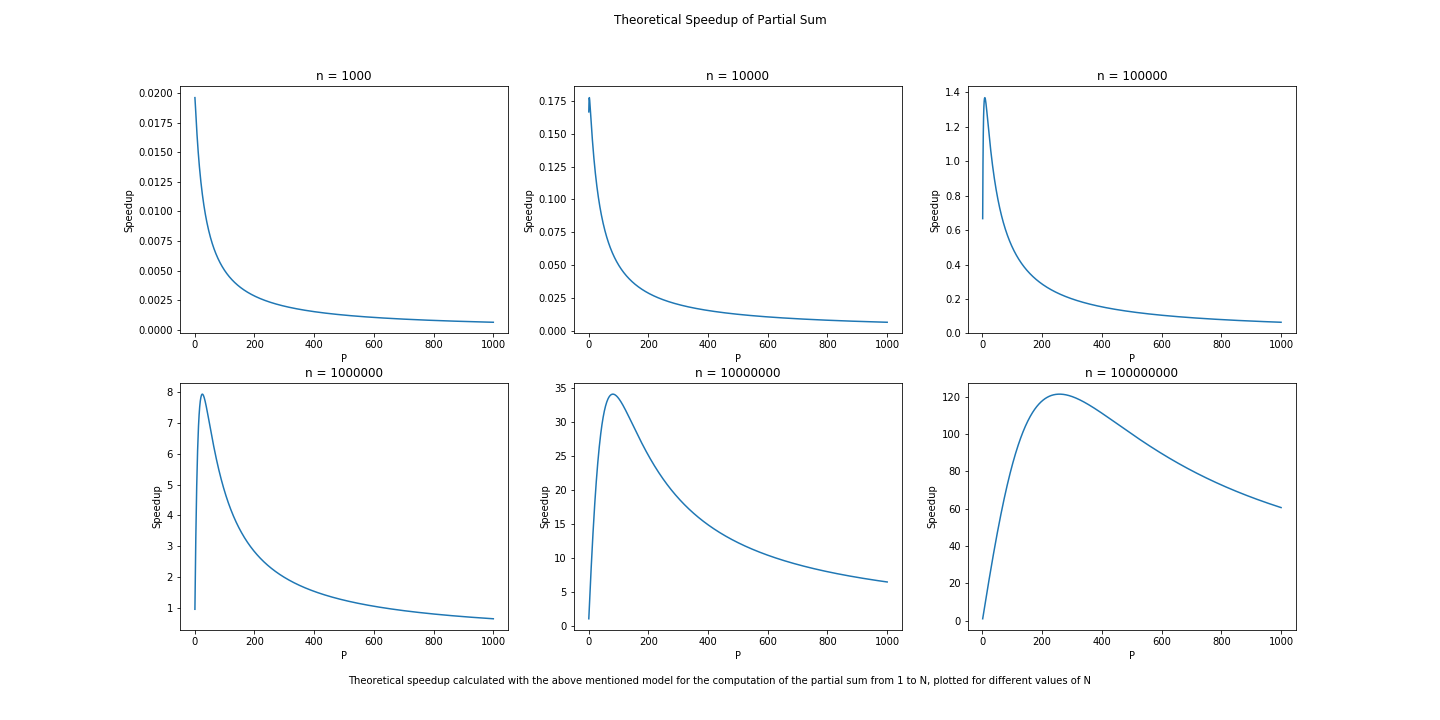 Theoretical Speedup of Partial Sum
n = 1000
0.0200
0.0175
0.0150
0.0125
0.0100
0.0075
0.0050
0.0025
0.0000
Speedup
0 200 400 600 800 1000
P
n = 10000
0.175
0.150
0.125
0.100
0.075
0.050
0.025
0.000
Speedup
0 200 400 600 800 1000
P
n = 100000
1.4
1.2
1.0
0.8
0.6
0.4
0.2
0.0
Speedup
0 200 400 600 800 1000
P
n = 1000000
8
7
6
5
4
3
2
1
Speedup
0 200 400 600 800 1000
P
n = 10000000
35
30
25
20
15
10
5
0
Speedup
0 200 400 600 800 1000
P
n = 100000000
120
100
80
60
40
20
0
Speedup
0 200 400 600 800 1000
P
Theoretical speedup calculated with the above mentioned model for the computation of the partial sum from 1 to N, plotted for different values of N